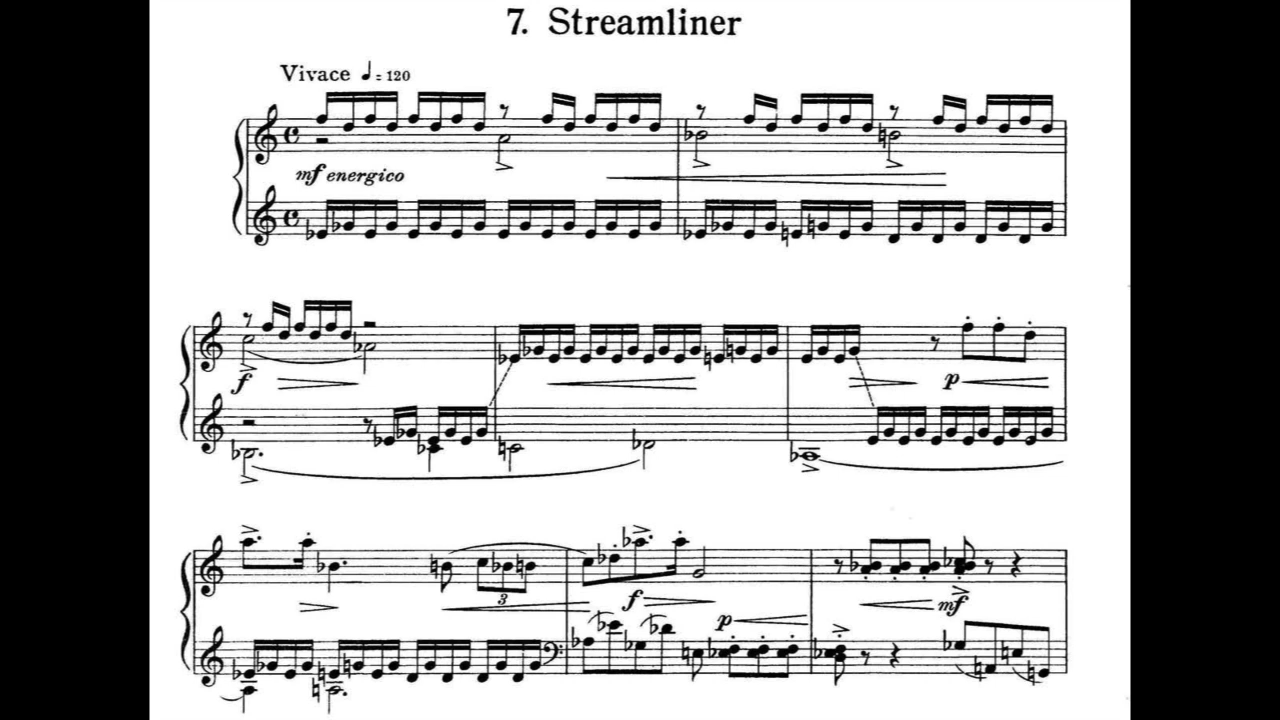 7. Streamliner
Vivace ♩ = 120
mf energico
f
p
3
f
p
mf